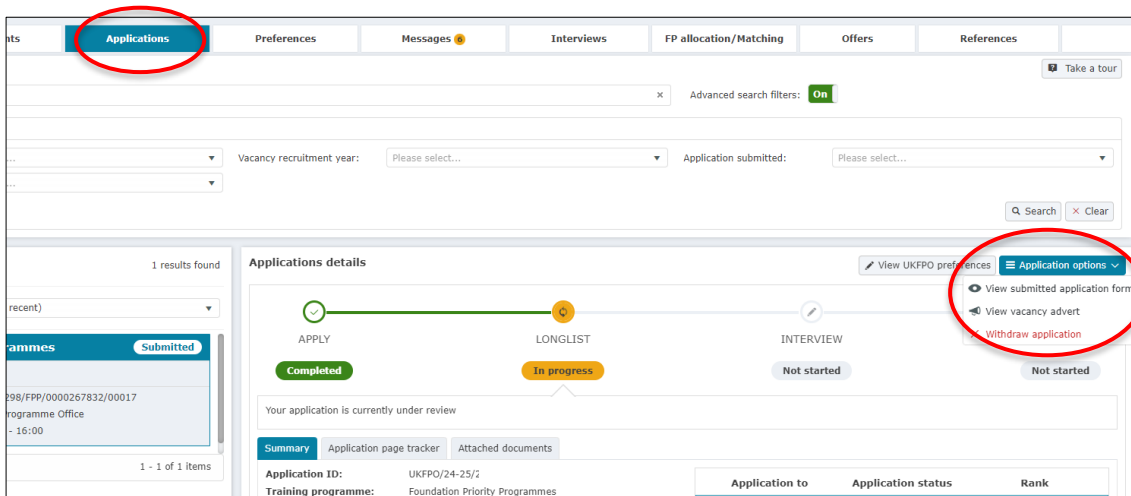 nts Applications Preferences Messages 6 Interviews FP allocation/Matching Offers References
Take a tour
× Advanced search filters: On
... Vacancy recruitment year: Please select... Application submitted: Please select...
...
Search × Clear
1 results found
Applications details
View UKFPO preferences Application options
View submitted application form
recent)
View vacancy advert
Withdraw application
APPLY LONGLIST INTERVIEW
rammes Submitted
Completed In progress Not started Not started
298/FPP/0000267832/00017
rogramme Office
- 16:00
Your application is currently under review
Summary Application page tracker Attached documents
1 - 1 of 1 items
Application ID: UKFPO/24-25/2
Training programme: Foundation Priority Programmes
Application to Application status Rank